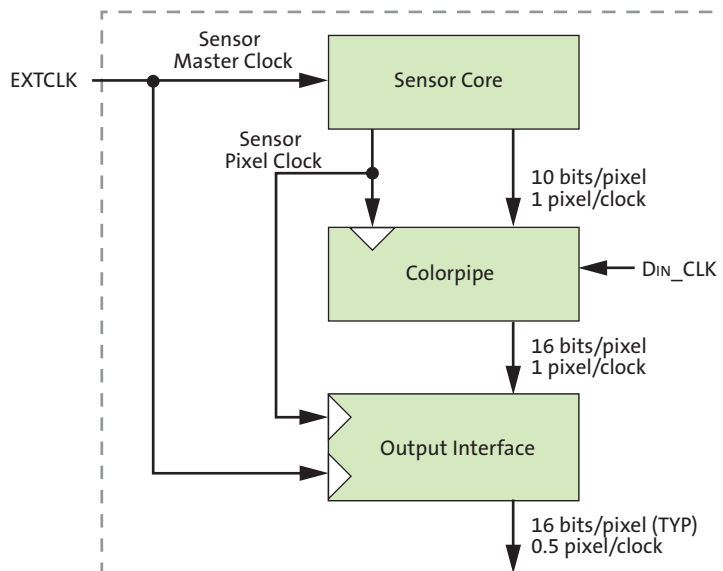 Sensor
Master Clock
EXTCLK
Sensor Core
Sensor
Pixel Clock
10 bits/pixel
1 pixel/clock
Colorpipe
DIN_CLK
16 bits/pixel
1 pixel/clock
Output Interface
16 bits/pixel (TYP)
0.5 pixel/clock